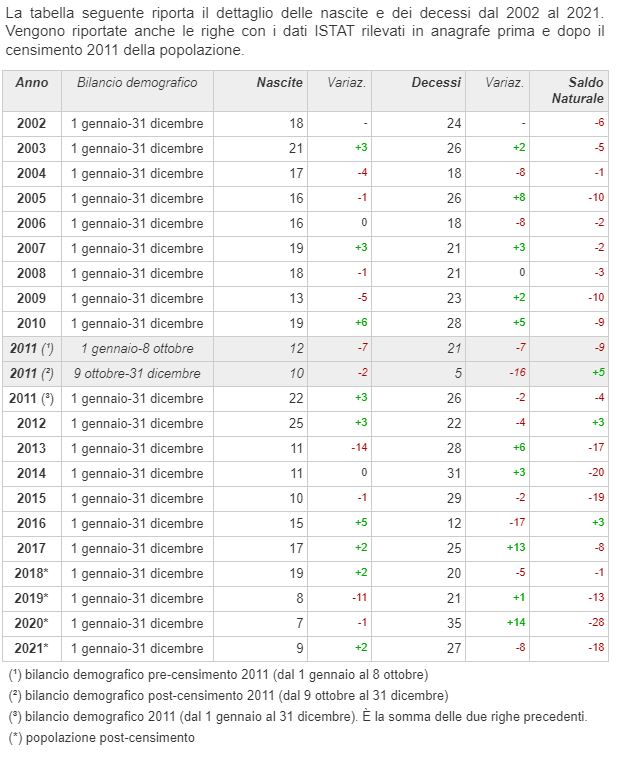 La tabella seguente riporta il dettaglio delle nascite e dei decessi dal 2002 al 2021.
Vengono riportate anche le righe con i dati ISTAT rilevati in anagrafe prima e dopo il
censimento 2011 della popolazione.
Anno Bilancio demografico Nascite Variaz. Decessi Variaz. Saldo
Naturale
2002 1 gennaio-31 dicembre 18 - 24 - -6
2003 1 gennaio-31 dicembre 21 +3 26 +2 -5
2004 1 gennaio-31 dicembre 17 -4 18 -8 -1
2005 1 gennaio-31 dicembre 16 -1 26 +8 -10
2006 1 gennaio-31 dicembre 16 0 18 -8 -2
2007 1 gennaio-31 dicembre 19 +3 21 +3 -2
2008 1 gennaio-31 dicembre 18 -1 21 0 -3
2009 1 gennaio-31 dicembre 13 -5 23 +2 -10
2010 1 gennaio-31 dicembre 19 +6 28 +5 -9
2011 (¹) 1 gennaio-8 ottobre 12 -7 21 -7 -9
2011 (²) 9 ottobre-31 dicembre 10 -2 5 -16 +5
2011 (³) 1 gennaio-31 dicembre 22 +3 26 -2 -4
2012 1 gennaio-31 dicembre 25 +3 22 -4 +3
2013 1 gennaio-31 dicembre 11 -14 28 +6 -17
2014 1 gennaio-31 dicembre 11 0 31 +3 -20
2015 1 gennaio-31 dicembre 10 -1 29 -2 -19
2016 1 gennaio-31 dicembre 15 +5 12 -17 +3
2017 1 gennaio-31 dicembre 17 +2 25 +13 -8
2018* 1 gennaio-31 dicembre 19 +2 20 -5 -1
2019* 1 gennaio-31 dicembre 8 -11 21 +1 -13
2020* 1 gennaio-31 dicembre 7 -1 35 +14 -28
2021* 1 gennaio-31 dicembre 9 +2 27 -8 -18
(¹) bilancio demografico pre-censimento 2011 (dal 1 gennaio al 8 ottobre)
(²) bilancio demografico post-censimento 2011 (dal 9 ottobre al 31 dicembre)
(³) bilancio demografico 2011 (dal 1 gennaio al 31 dicembre). È la somma delle due righe precedenti.
(*) popolazione post-censimento